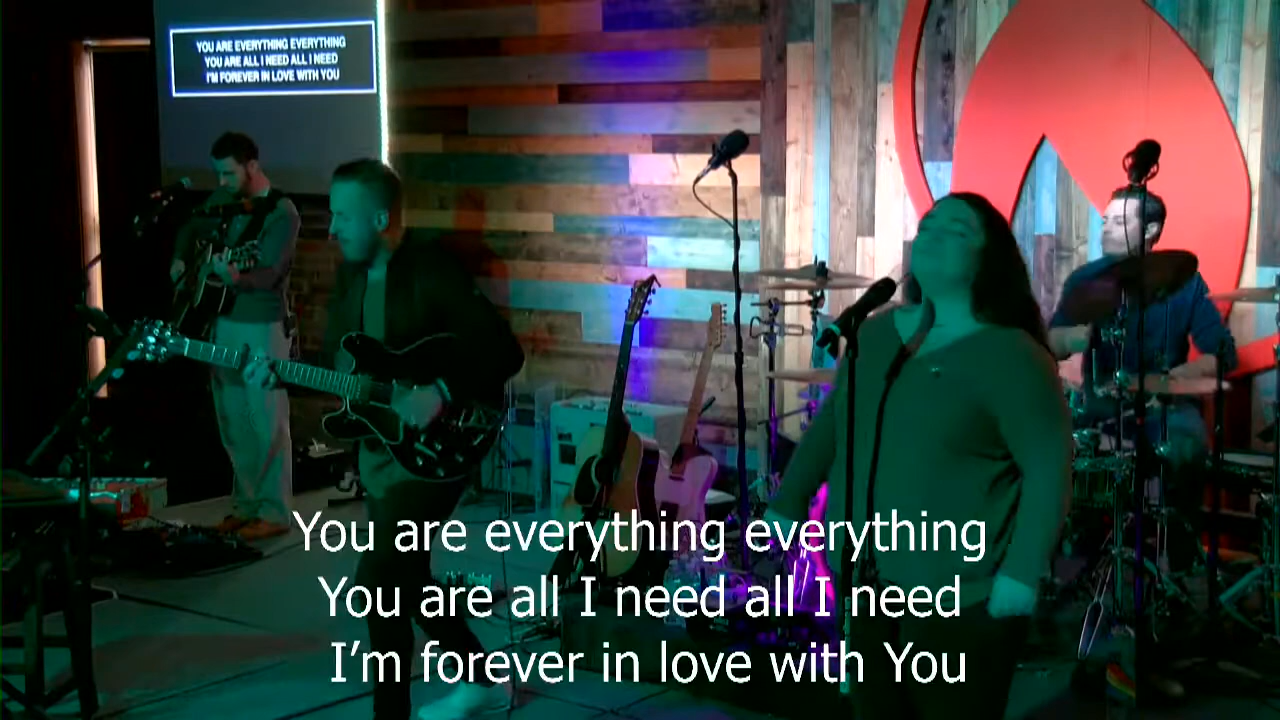 YOU ARE EVERYTHING EVERYTHING
YOU ARE ALL I NEED ALL I NEED
I'M FOREVER IN LOVE WITH YOU
You are everything everything
You are all I need all I need
I'm forever in love with You